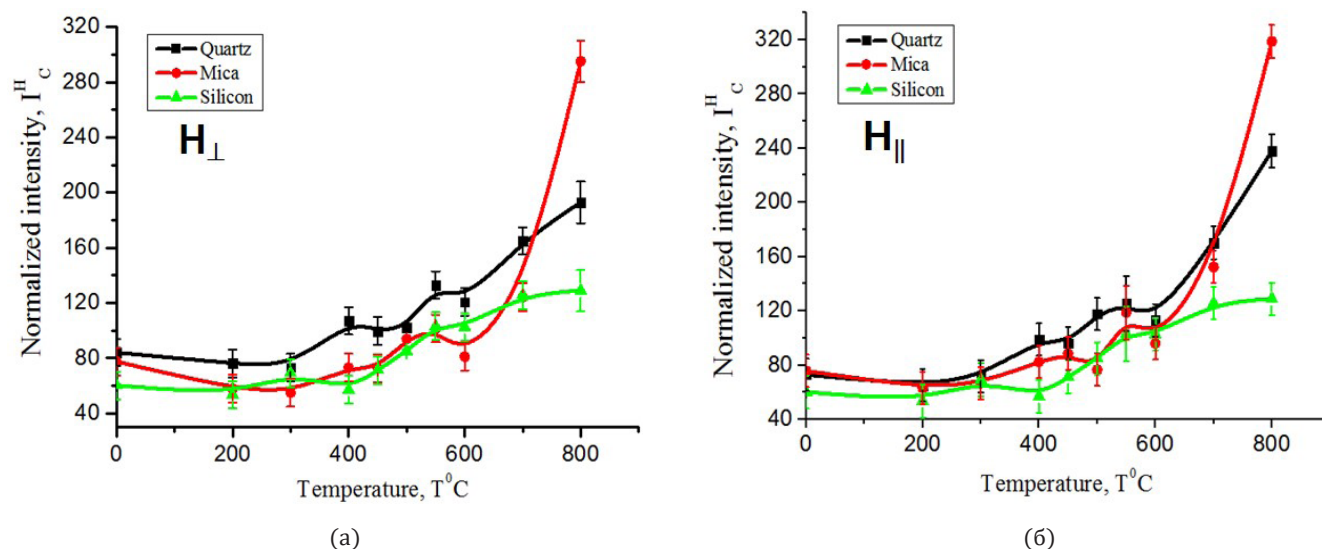 320
280
240
200
160
120
80
40
Normalized intensity, I^H_C
Quartz
Mica
Silicon
H⊥
0 200 400 600 800
Temperature, T⁰C
(а)
320
280
240
200
160
120
80
40
Normalized intensity, I^H_C
Quartz
Mica
Silicon
H∥
0 200 400 600 800
Temperature, T⁰C
(б)